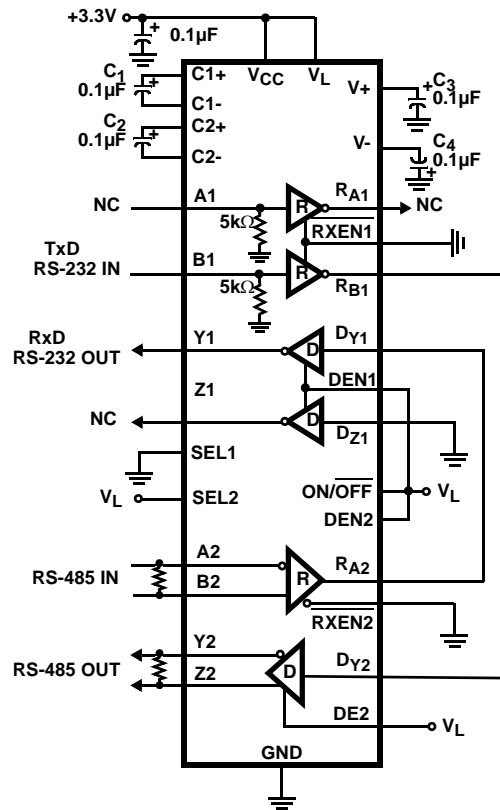 +3.3V
+ 0.1µF
C1 0.1µF +
C2 0.1µF +
C1+
C1-
C2+
C2-
VCC
VL
V+
V-
+ C3 0.1µF
C4 0.1µF +
NC A1 R RA1 NC
5kΩ
RXEN1
TxD
RS-232 IN B1 R RB1
5kΩ
RxD
RS-232 OUT Y1 D DY1
DEN1
Z1
NC D DZ1
SEL1
VL SEL2
ON/OFF VL
DEN2
RS-485 IN A2 B2 R RA2
RXEN2
RS-485 OUT Y2 Z2 D DY2
DE2 VL
GND